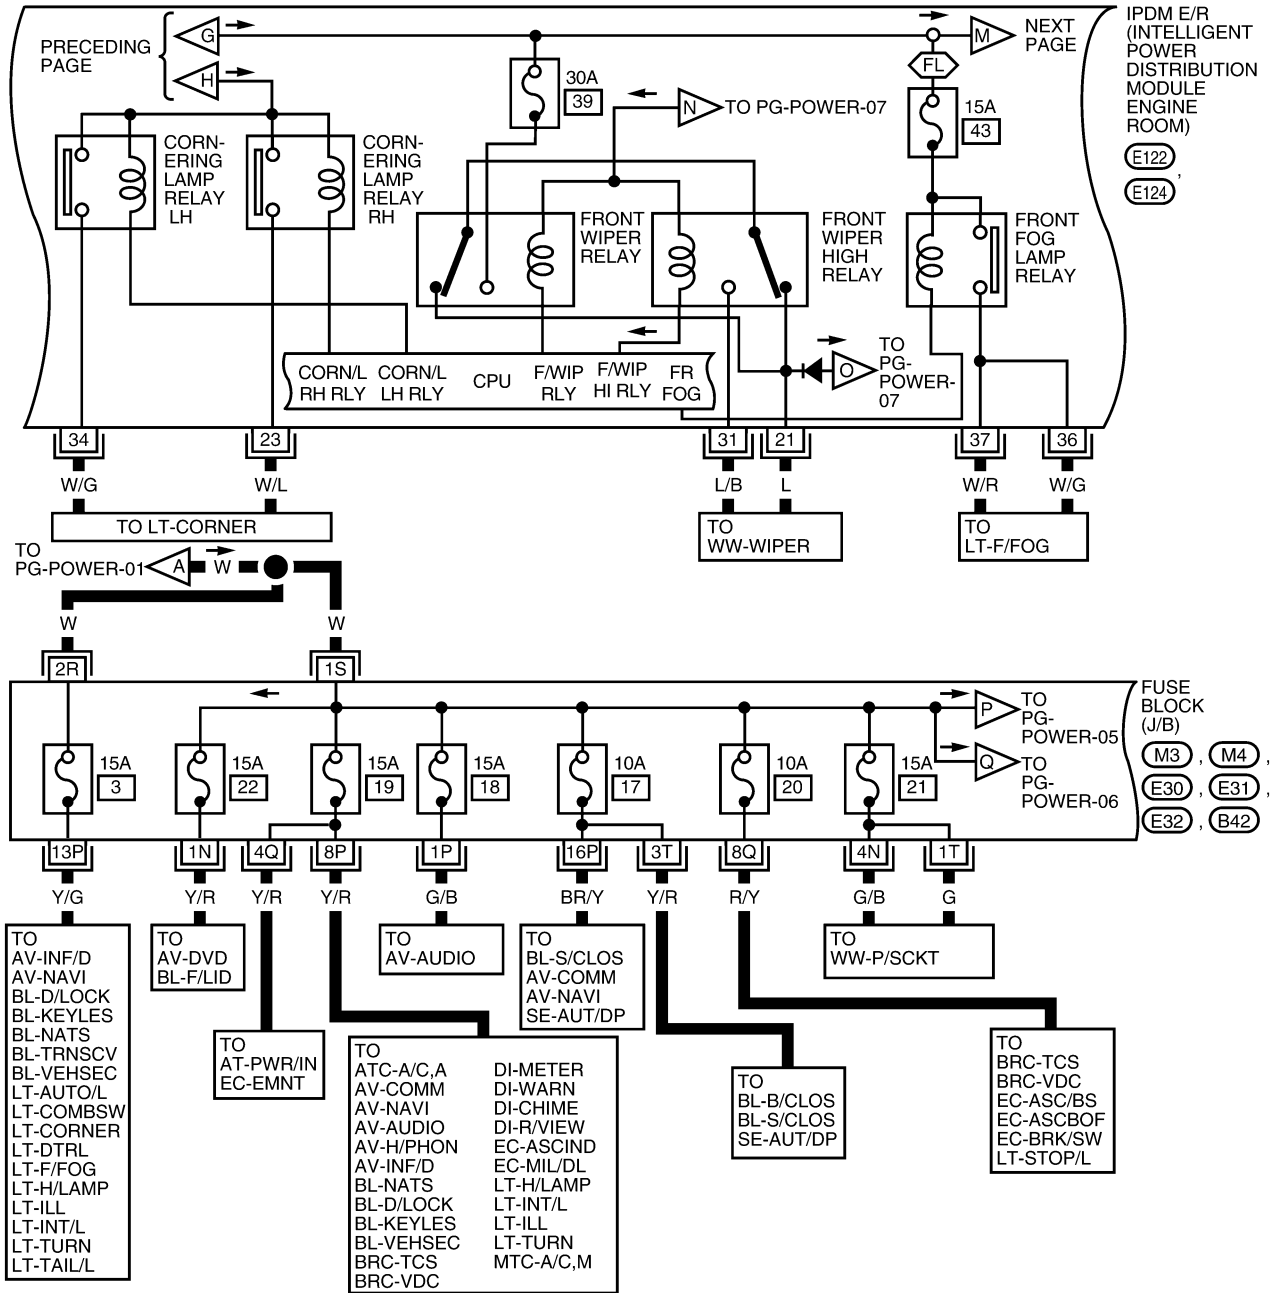 PRECEDING
PAGE
G
H
M
NEXT
PAGE
IPDM E/R
(INTELLIGENT
POWER
DISTRIBUTION
MODULE
ENGINE
ROOM)
E122
,
E124
30A
39
N
TO PG-POWER-07
FL
15A
43
CORN-
ERING
LAMP
RELAY
LH
CORN-
ERING
LAMP
RELAY
RH
FRONT
WIPER
RELAY
FRONT
WIPER
HIGH
RELAY
FRONT
FOG
LAMP
RELAY
CORN/L
RH RLY
CORN/L
LH RLY
CPU
F/WIP
RLY
F/WIP
HI RLY
FR
FOG
O
TO
PG-
POWER-
07
34
23
31
21
37
36
W/G
W/L
L/B
L
W/R
W/G
TO LT-CORNER
TO
WW-WIPER
TO
LT-F/FOG
TO
PG-POWER-01
A
W
W
W
2R
1S
FUSE
BLOCK
(J/B)
M3 , M4 ,
E30 , E31 ,
E32 , B42
P
TO
PG-
POWER-05
Q
TO
PG-
POWER-06
15A
3
15A
22
15A
19
15A
18
10A
17
10A
20
15A
21
13P
1N
4Q
8P
1P
16P
3T
8Q
4N
1T
Y/G
Y/R
Y/R
Y/R
G/B
BR/Y
Y/R
R/Y
G/B
G
TO
AV-INF/D
AV-NAVI
BL-D/LOCK
BL-KEYLES
BL-NATS
BL-TRNSCV
BL-VEHSEC
LT-AUTO/L
LT-COMBSW
LT-CORNER
LT-DTRL
LT-F/FOG
LT-H/LAMP
LT-ILL
LT-INT/L
LT-TURN
LT-TAIL/L
TO
AV-DVD
BL-F/LID
TO
AT-PWR/IN
EC-EMNT
TO
ATC-A/C,A
AV-COMM
AV-NAVI
AV-AUDIO
AV-H/PHON
AV-INF/D
BL-NATS
BL-D/LOCK
BL-KEYLES
BL-VEHSEC
BRC-TCS
BRC-VDC
DI-METER
DI-WARN
DI-CHIME
DI-R/VIEW
EC-ASCIND
EC-MIL/DL
LT-H/LAMP
LT-INT/L
LT-ILL
LT-TURN
MTC-A/C,M
TO
AV-AUDIO
TO
BL-S/CLOS
AV-COMM
AV-NAVI
SE-AUT/DP
TO
BL-B/CLOS
BL-S/CLOS
SE-AUT/DP
TO
WW-P/SCKT
TO
BRC-TCS
BRC-VDC
EC-ASC/BS
EC-ASCBOF
EC-BRK/SW
LT-STOP/L